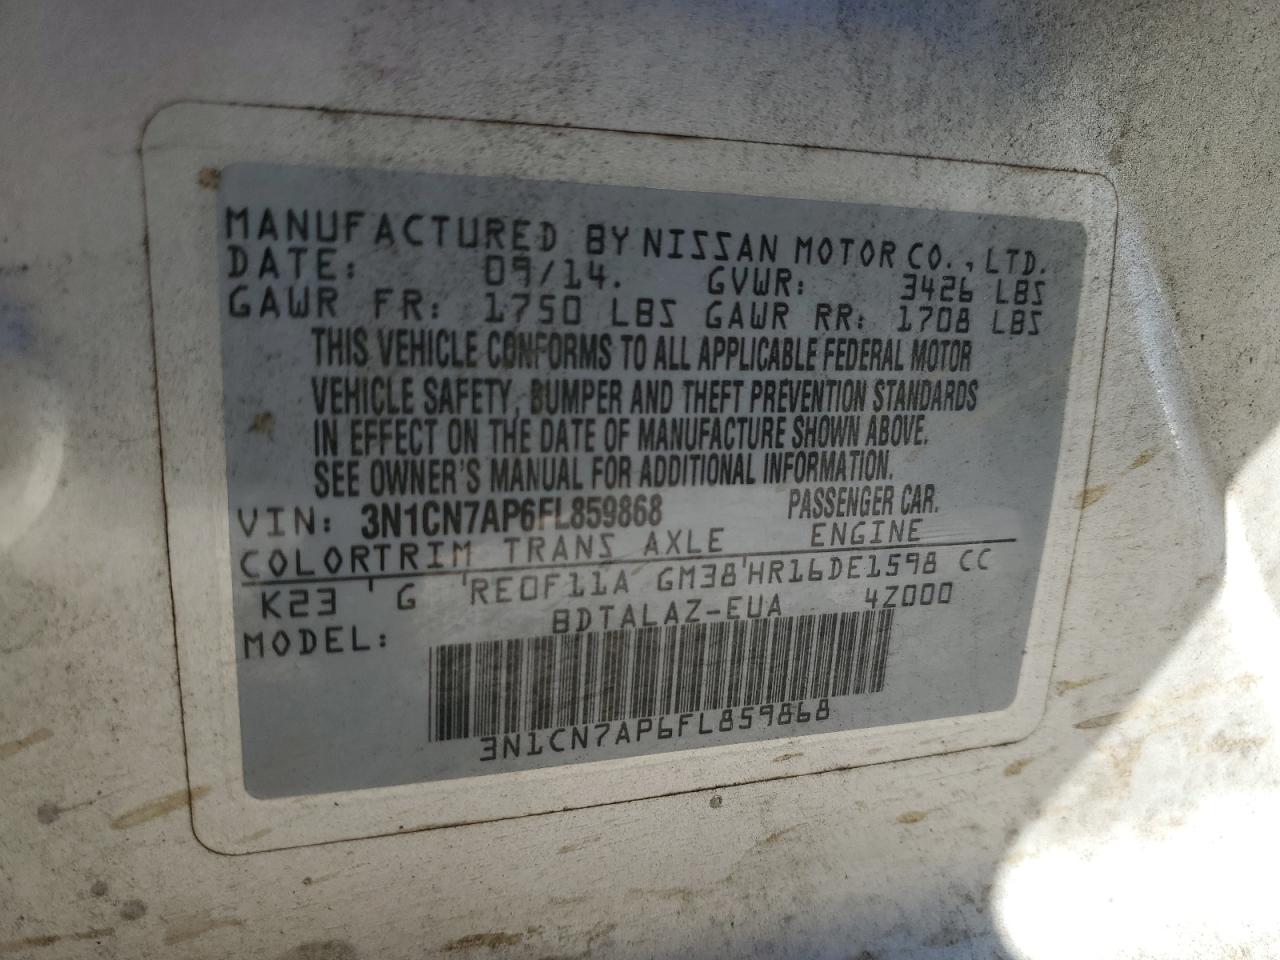 MANUFACTURED BY NISSAN MOTOR CO., LTD.
DATE: 09/14. GVWR: 3426 LBS
GAWR FR: 1750 LBS GAWR RR: 1708 LBS
THIS VEHICLE CONFORMS TO ALL APPLICABLE FEDERAL MOTOR
VEHICLE SAFETY, BUMPER AND THEFT PREVENTION STANDARDS
IN EFFECT ON THE DATE OF MANUFACTURE SHOWN ABOVE.
SEE OWNER'S MANUAL FOR ADDITIONAL INFORMATION.
VIN: 3N1CN7AP6FL859868 PASSENGER CAR.
COLORTRIM TRANS AXLE ENGINE
K23 ' G 'RE0F11A GM38'HR16DE1598 CC
MODEL: BDTALAZ-EUA 4Z000
3N1CN7AP6FL859868